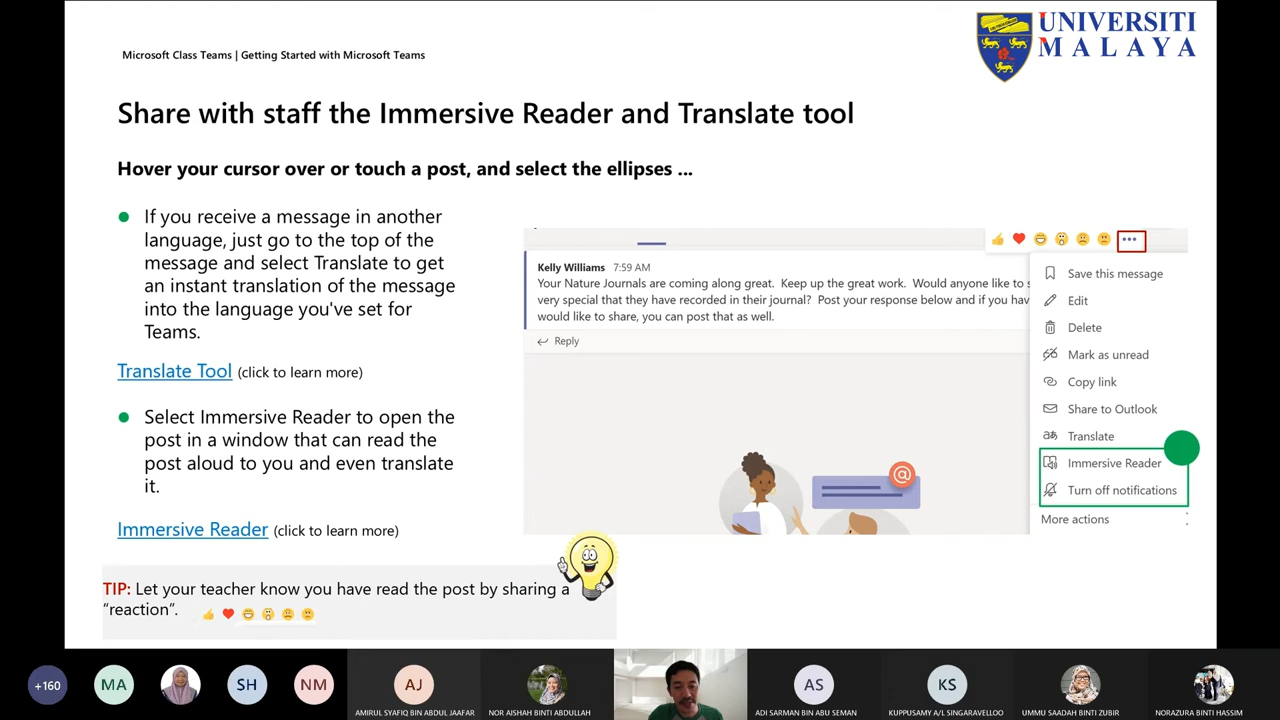 UNIVERSITI
MALAYA
Microsoft Class Teams | Getting Started with Microsoft Teams
Share with staff the Immersive Reader and Translate tool
Hover your cursor over or touch a post, and select the ellipses ...
If you receive a message in another
language, just go to the top of the
message and select Translate to get
an instant translation of the message
into the language you've set for
Teams.
Translate Tool (click to learn more)
Select Immersive Reader to open the
post in a window that can read the
post aloud to you and even translate
it.
Immersive Reader (click to learn more)
TIP: Let your teacher know you have read the post by sharing a
“reaction”.
Kelly Williams 7:59 AM
Your Nature Journals are coming along great. Keep up the great work. Would anyone like to
very special that they have recorded in their journal? Post your response below and if you hav
would like to share, you can post that as well.
Reply
Save this message
Edit
Delete
Mark as unread
Copy link
Share to Outlook
Translate
Immersive Reader
Turn off notifications
More actions
+160
MA
SH
NM
AJ
AS
KS
AMIRUL SYAFIQ BIN ABDUL JAAFAR
NOR AISHAH BINTI ABDULLAH
ADI SARMAN BIN ABU SEMAN
KUPPUSAMY A/L SINGARAVELLOO
UMMU SAADAH BINTI ZUBIR
NORAZURA BINTI HASSIM